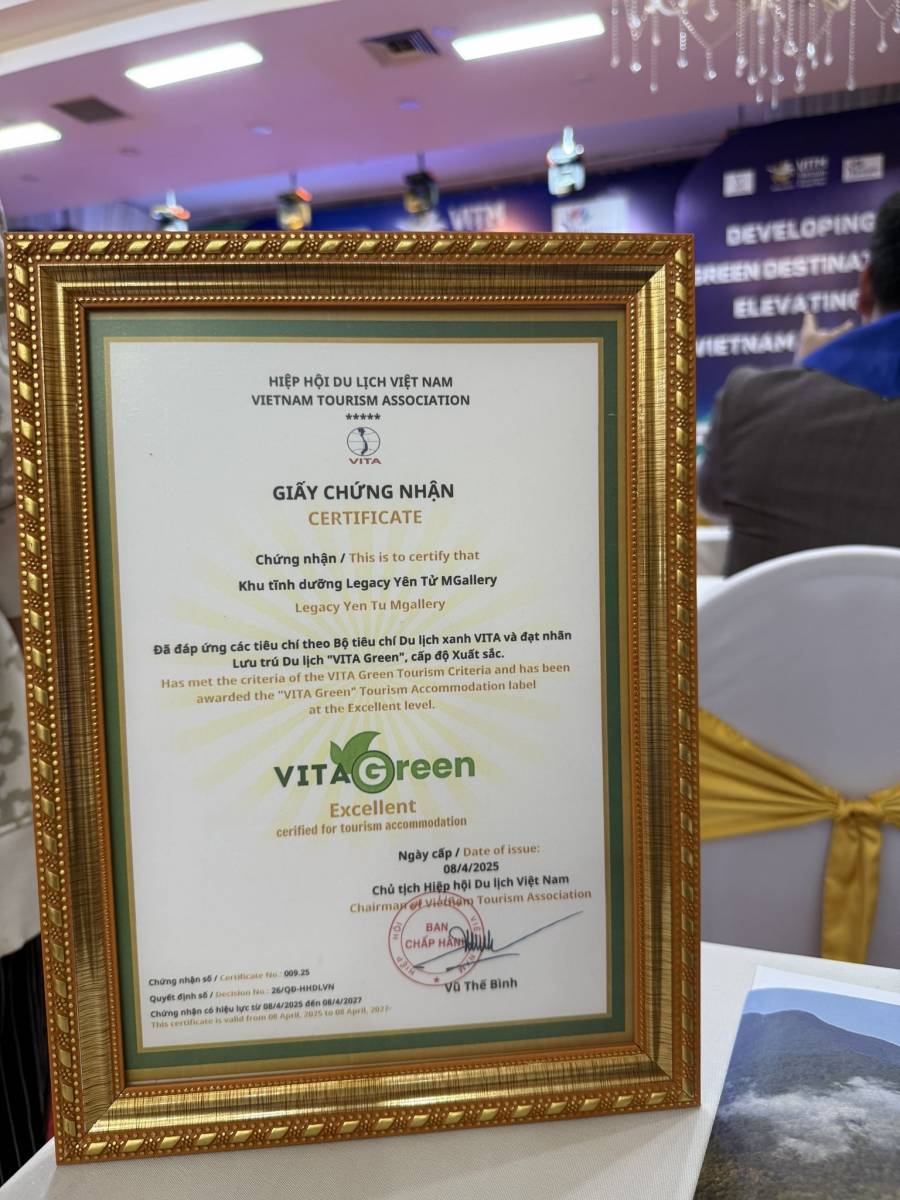 VITM
VITM
DEVELOPING
GREEN DESTINA
ELEVATING
VIETNAM
HIỆP HỘI DU LỊCH VIỆT NAM
VIETNAM TOURISM ASSOCIATION
*****
VITA
GIẤY CHỨNG NHẬN
CERTIFICATE
Chứng nhận / This is to certify that
Khu tĩnh dưỡng Legacy Yên Tử MGallery
Legacy Yen Tu Mgallery
Đã đáp ứng các tiêu chí theo Bộ tiêu chí Du lịch xanh VITA và đạt nhãn
Lưu trú Du lịch "VITA Green", cấp độ Xuất sắc.
Has met the criteria of the VITA Green Tourism Criteria and has been
awarded the "VITA Green" Tourism Accommodation label
at the Excellent level.
VITA Green
Excellent
cerified for tourism accommodation
Ngày cấp / Date of issue:
08/4/2025
Chủ tịch Hiệp hội Du lịch Việt Nam
Chairman of Vietnam Tourism Association
BAN
CHẤP HÀN
Vũ Thế Bình
Chứng nhận số / Certificate No.: 009.25
Quyết định số / Decision No.: 26/QĐ-HHDLVN
Chứng nhận có hiệu lực từ 08/4/2025 đến 08/4/2027
This certificate is valid from 08 April, 2025 to 08 April, 2027